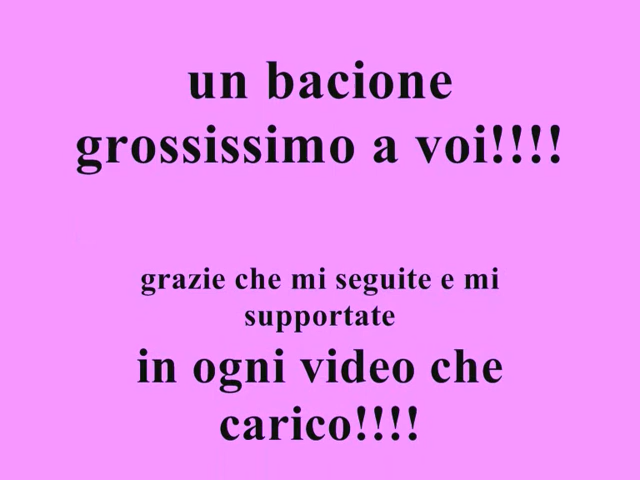 un bacione
grossissimo a voi!!!!
grazie che mi seguite e mi
supportate
in ogni video che
carico!!!!